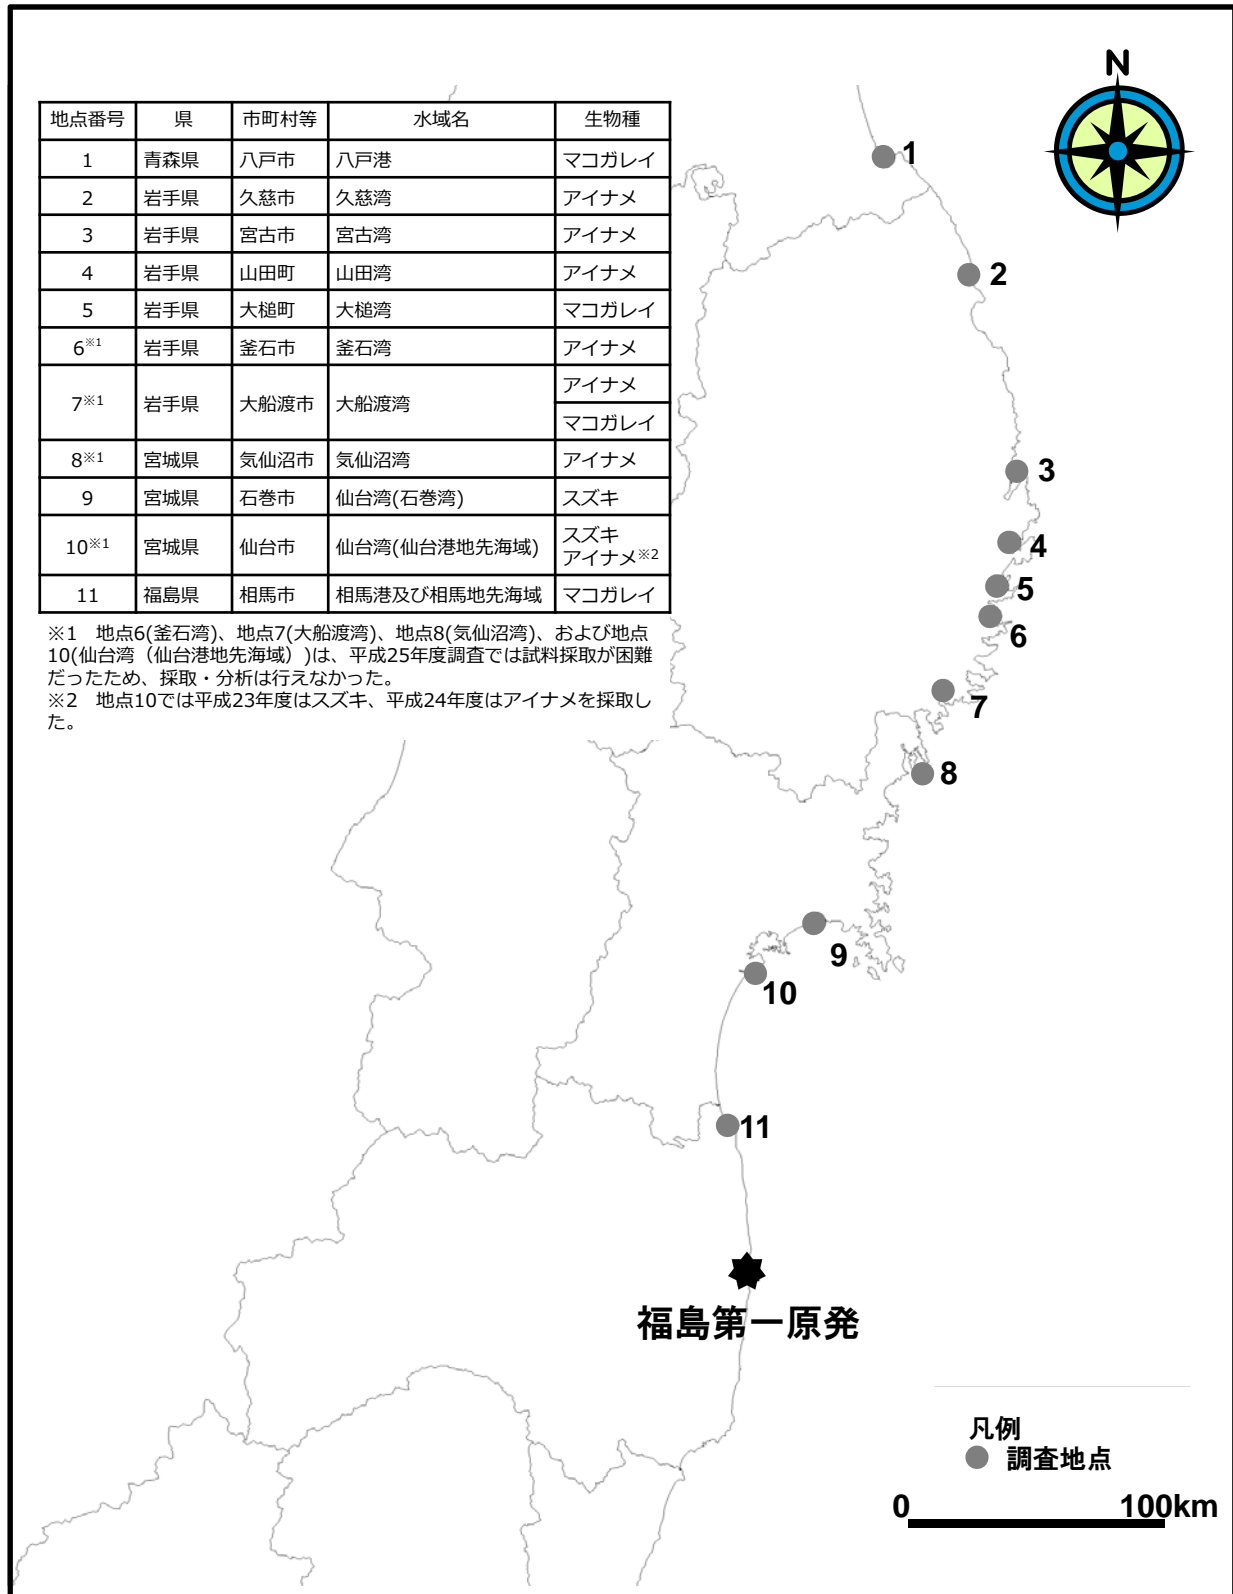 N
地点番号 県 市町村等 水域名 生物種
1 青森県 八戸市 八戸港 マコガレイ
2 岩手県 久慈市 久慈湾 アイナメ
3 岩手県 宮古市 宮古湾 アイナメ
4 岩手県 山田町 山田湾 アイナメ
5 岩手県 大槌町 大槌湾 マコガレイ
6※1 岩手県 釜石市 釜石湾 アイナメ
7※1 岩手県 大船渡市 大船渡湾 アイナメ
マコガレイ
8※1 宮城県 気仙沼市 気仙沼湾 アイナメ
9 宮城県 石巻市 仙台湾(石巻湾) スズキ
10※1 宮城県 仙台市 仙台湾(仙台港地先海域) スズキ
アイナメ※2
11 福島県 相馬市 相馬港及び相馬地先海域 マコガレイ
※1 地点6(釜石湾)、地点7(大船渡湾)、地点8(気仙沼湾)、および地点
10(仙台湾（仙台港地先海域）)は、平成25年度調査では試料採取が困難
だったため、採取・分析は行えなかった。
※2 地点10では平成23年度はスズキ、平成24年度はアイナメを採取し
た。
1
2
3
4
5
6
7
8
9
10
11
福島第一原発
凡例
調査地点
0 100km